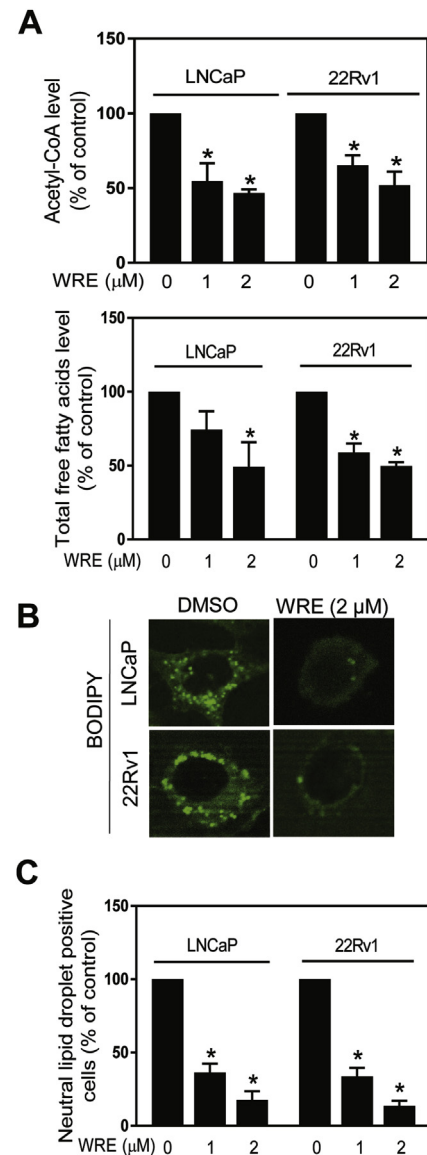 A
Acetyl-CoA level
(% of control)
150
100
50
0
LNCaP 22Rv1
* * * *
WRE (μM) 0 1 2 0 1 2
Total free fatty acids level
(% of control)
150
100
50
0
LNCaP 22Rv1
* * *
WRE (μM) 0 1 2 0 1 2
B
DMSO WRE (2 μM)
BODIPY
LNCaP
22Rv1
C
Neutral lipid droplet positive
cells (% of control)
150
100
50
0
LNCaP 22Rv1
* * * *
WRE (μM) 0 1 2 0 1 2